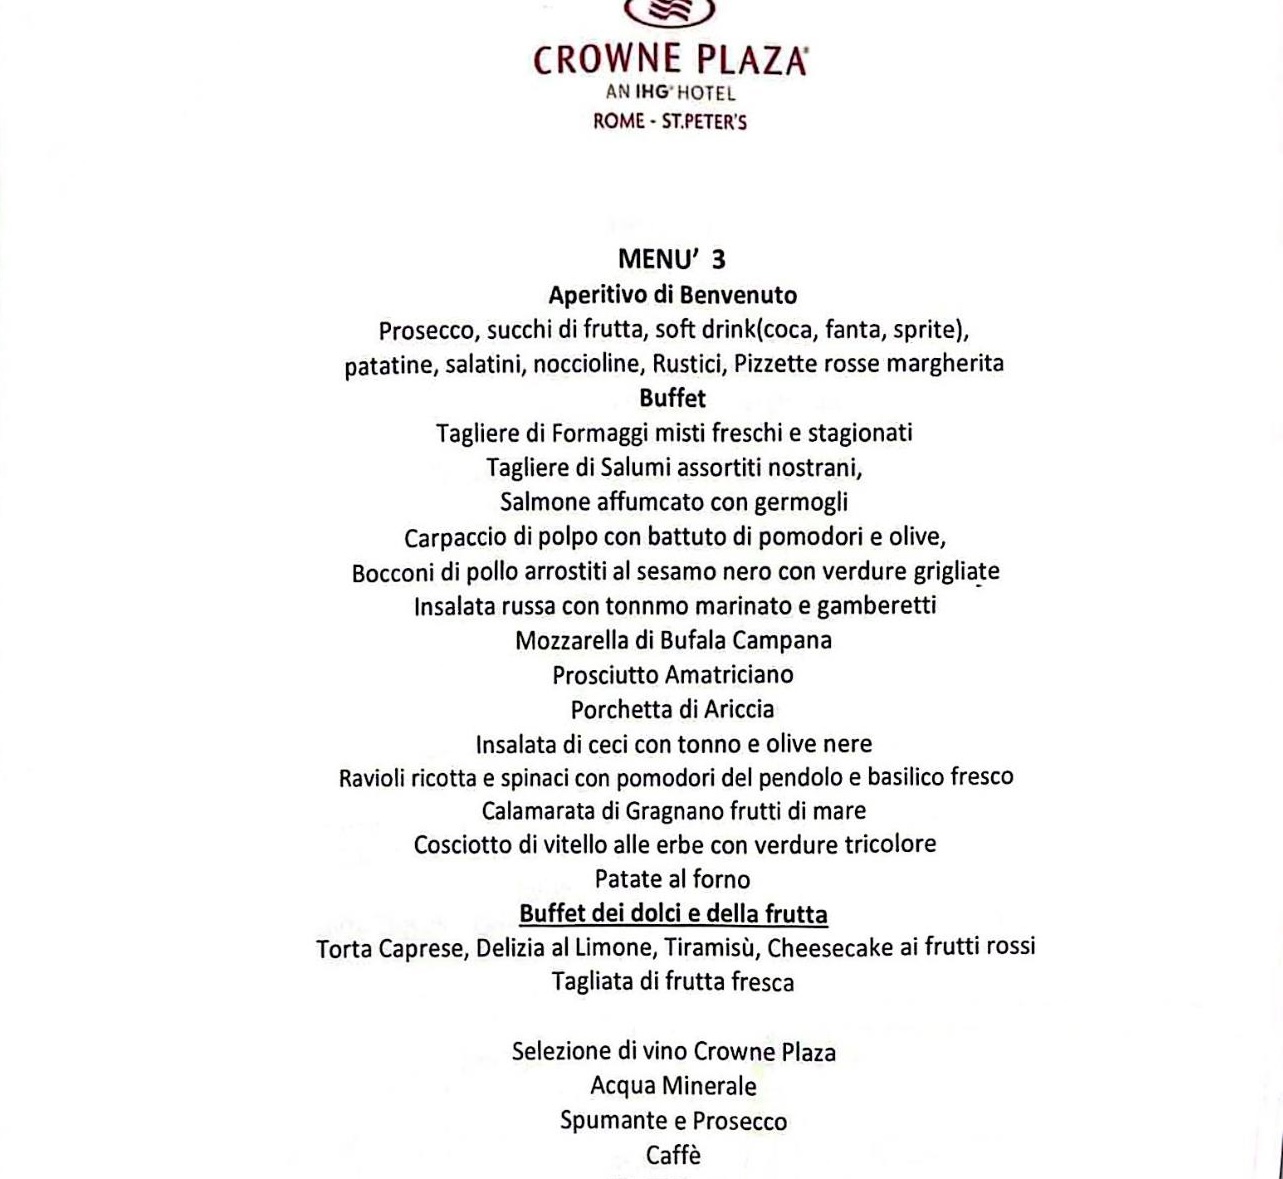 CROWNE PLAZA®
AN IHG® HOTEL
ROME - ST.PETER'S
MENU' 3
Aperitivo di Benvenuto
Prosecco, succhi di frutta, soft drink(coca, fanta, sprite),
patatine, salatini, noccioline, Rustici, Pizzette rosse margherita
Buffet
Tagliere di Formaggi misti freschi e stagionati
Tagliere di Salumi assortiti nostrani,
Salmone affumcato con germogli
Carpaccio di polpo con battuto di pomodori e olive,
Bocconi di pollo arrostiti al sesamo nero con verdure grigliate
Insalata russa con tonnmo marinato e gamberetti
Mozzarella di Bufala Campana
Prosciutto Amatriciano
Porchetta di Ariccia
Insalata di ceci con tonno e olive nere
Ravioli ricotta e spinaci con pomodori del pendolo e basilico fresco
Calamarata di Gragnano frutti di mare
Cosciotto di vitello alle erbe con verdure tricolore
Patate al forno
Buffet dei dolci e della frutta
Torta Caprese, Delizia al Limone, Tiramisù, Cheesecake ai frutti rossi
Tagliata di frutta fresca
Selezione di vino Crowne Plaza
Acqua Minerale
Spumante e Prosecco
Caffè